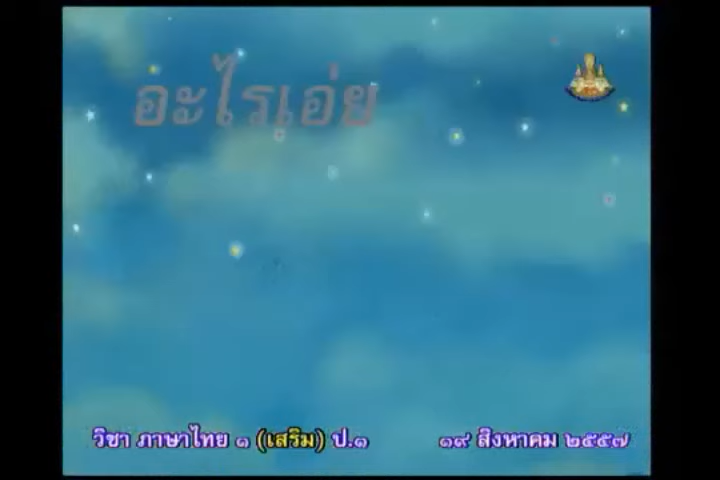 อะไรเอ่ย
วิชา ภาษาไทย ๑ (เสริม) ป.๑
๑๙ สิงหาคม ๒๕๕๗